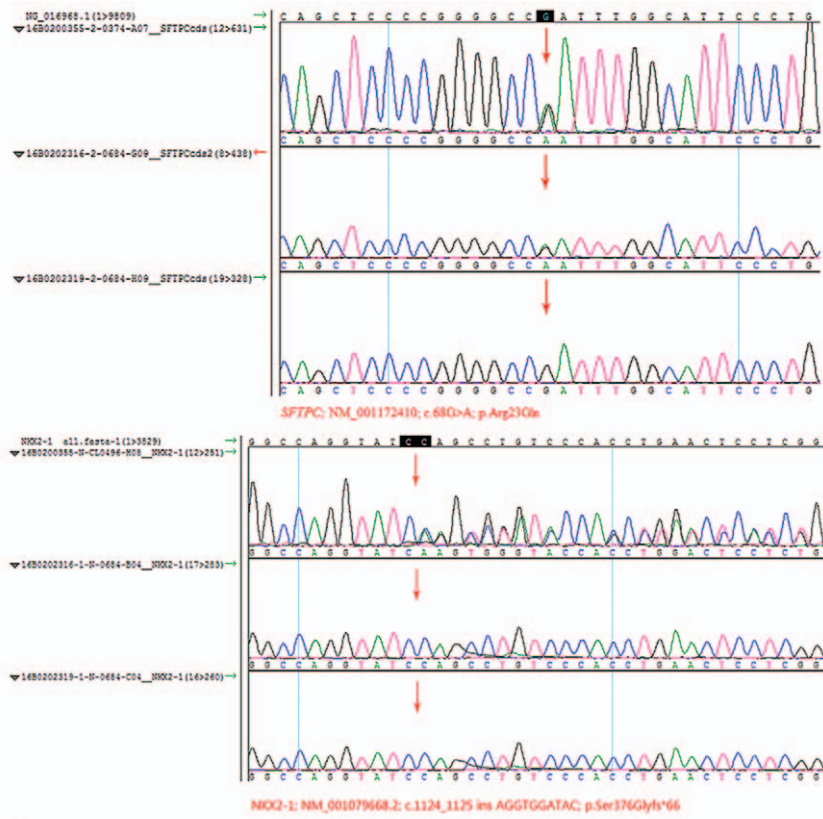 NG_016968.1(1>9809) → C A G C T C C C C G G G G C C G A T T T G G C A T T C C C T G
▽16B0200355-2-0374-A07__SFTPCcds(12>631) →
C A G C T C C C C G G G G C C A A T T T G G C A T T C C C T G
▽16B0202316-2-0684-G09__SFTPCcds2(8>438) ←
C A G C T C C C C G G G G C C A A T T T G G C A T T C C C T G
▽16B0202319-2-0684-H09__SFTPCcds(19>328) →
C A G C T C C C C G G G G C C G A T T T G G C A T T C C C T G
SFTPC; NM_001172410; c.68G>A; p.Arg23Gln
NKX2-1 all.fasta-1(1>3829) → G G C C A G G T A T C C A G C C T G T C C C A C C T G A A C T C C T C G G
▽16B0200355-N-CL0496-H08__NKX2-1(12>251) →
G G C C A G G T A T C A A G T G G G T A C C A C C T G G A C T C C T C T G
▽16B0202316-1-N-0684-B04__NKX2-1(17>283) →
G G C C A G G T A T C C A G C C T G T C C C A C C T G A A C T C C T C G G
▽16B0202319-1-N-0684-C04__NKX2-1(16>260) →
G G C C A G G T A T C C A G C C T G T C C C A C C T G A A C T C C T C G G
NKX2-1; NM_001079668.2; c.1124_1125 ins AGGTGGATAC; p.Ser376Glyfs*66